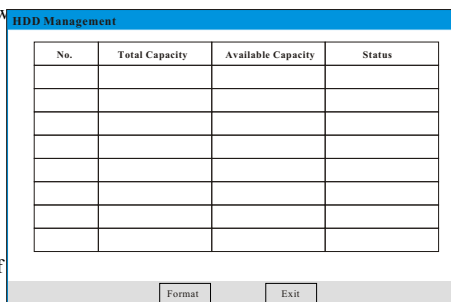 w
HDD Management
No. Total Capacity Available Capacity Status
f
Format Exit